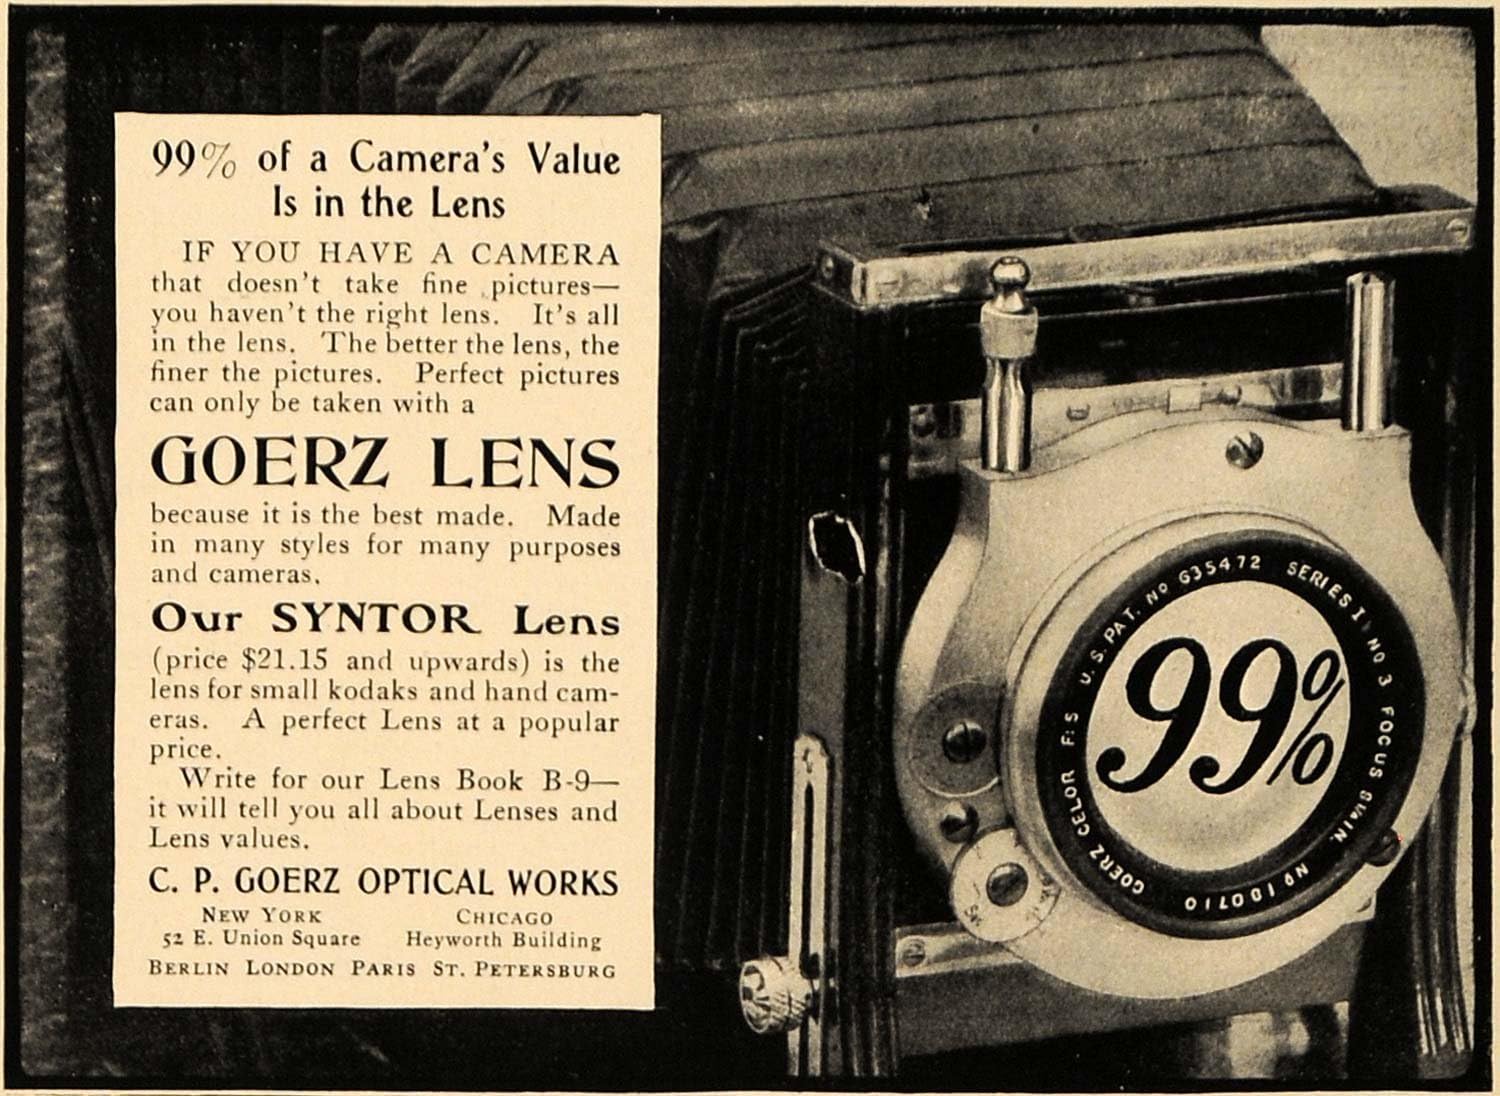 99% of a Camera's Value
Is in the Lens
IF YOU HAVE A CAMERA
that doesn't take fine pictures—
you haven't the right lens. It's all
in the lens. The better the lens, the
finer the pictures. Perfect pictures
can only be taken with a
GOERZ LENS
because it is the best made. Made
in many styles for many purposes
and cameras.
Our SYNTOR Lens
(price $21.15 and upwards) is the
lens for small kodaks and hand cam-
eras. A perfect Lens at a popular
price.
Write for our Lens Book B-9—
it will tell you all about Lenses and
Lens values.
C. P. GOERZ OPTICAL WORKS
NEW YORK CHICAGO
52 E. Union Square Heyworth Building
BERLIN LONDON PARIS ST. PETERSBURG
GOERZ CELOR F:5 U.S. PAT. No 635472 SERIES I NO 3 FOCUS 8¼IN. No 180710
99%